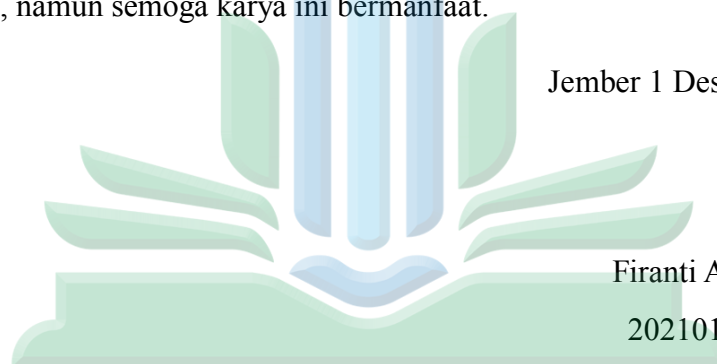 , namun semoga karya ini bermanfaat.
Jember 1 Des
Firanti A
202101